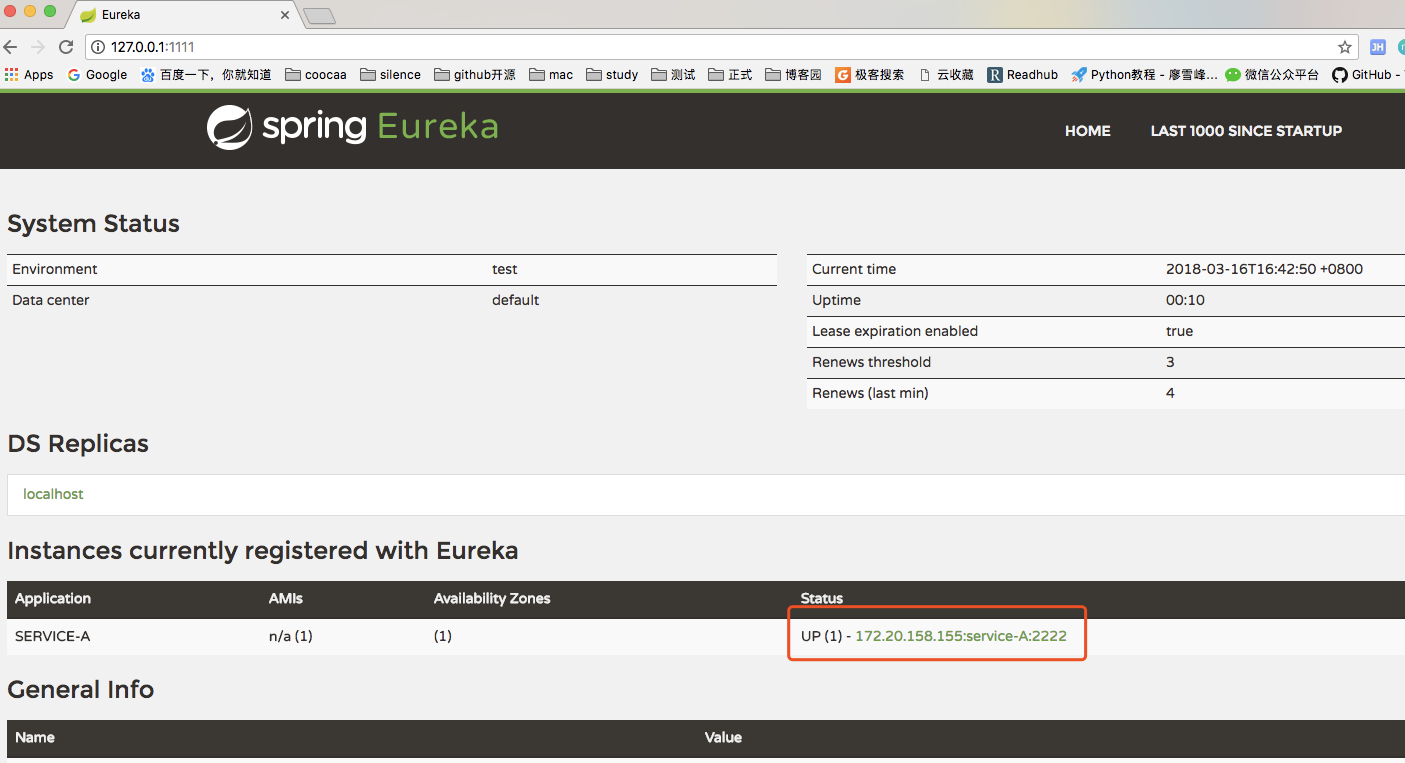 Eureka
127.0.0.1:1111
JH
Apps Google 百度一下，你就知道 coocaa silence github开源 mac study 测试 正式 博客园 极客搜索 云收藏 Readhub Python教程 - 廖雪峰... 微信公众平台 GitHub -
spring Eureka
HOME LAST 1000 SINCE STARTUP
System Status
Environment test
Data center default
Current time 2018-03-16T16:42:50 +0800
Uptime 00:10
Lease expiration enabled true
Renews threshold 3
Renews (last min) 4
DS Replicas
localhost
Instances currently registered with Eureka
Application AMIs Availability Zones Status
SERVICE-A n/a (1) (1) UP (1) - 172.20.158.155:service-A:2222
General Info
Name Value